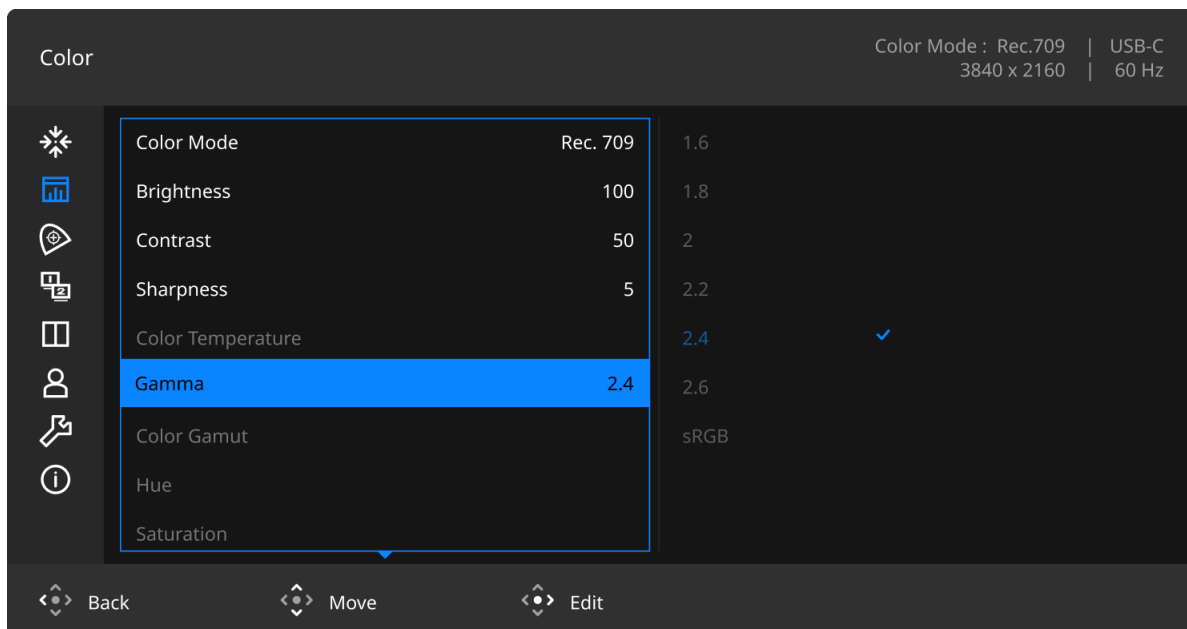 Color
Color Mode : Rec.709 | USB-C
3840 x 2160 | 60 Hz
Color Mode Rec. 709 1.6
Brightness 100 1.8
Contrast 50 2
Sharpness 5 2.2
Color Temperature 2.4
Gamma 2.4 2.6
Color Gamut sRGB
Hue
Saturation
Back Move Edit